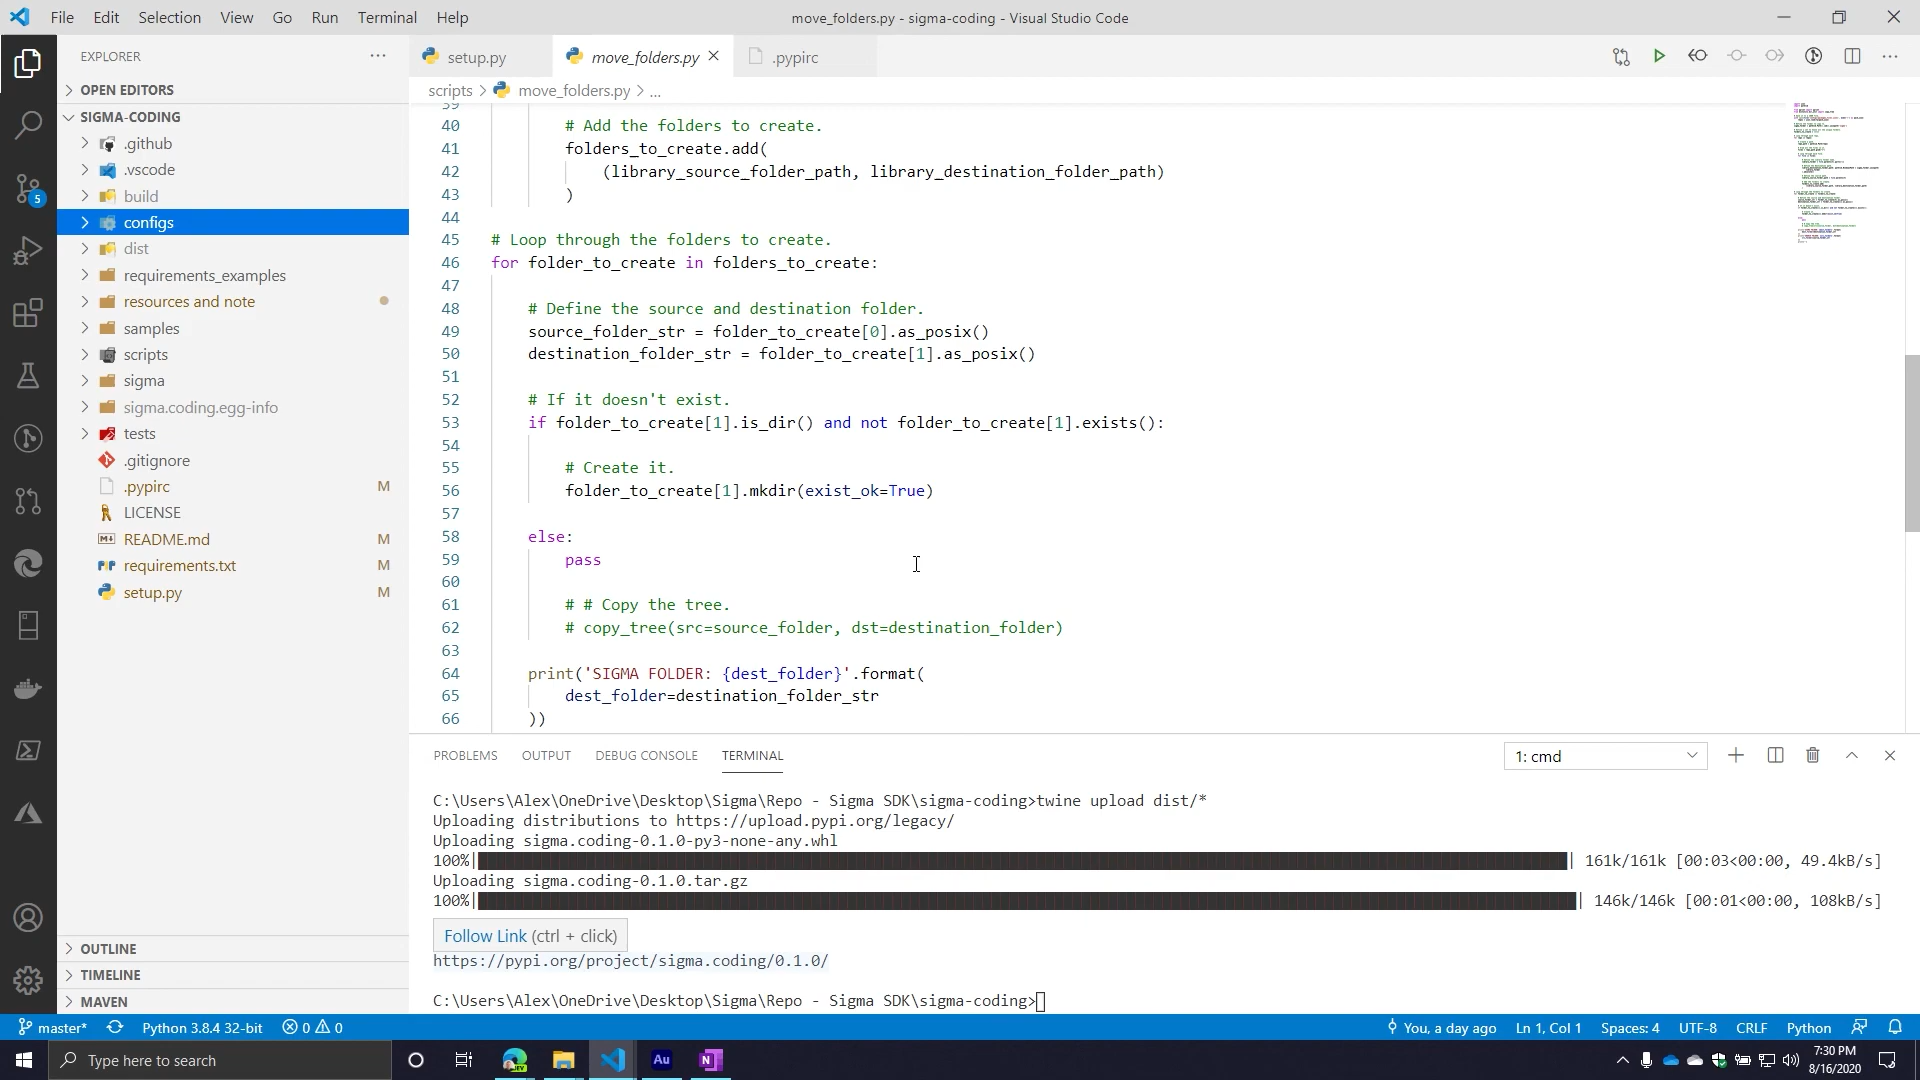 File Edit Selection View Go Run Terminal Help
move_folders.py - sigma-coding - Visual Studio Code
EXPLORER
OPEN EDITORS
SIGMA-CODING
.github
.vscode
build
configs
dist
requirements_examples
resources and note
samples
scripts
sigma
sigma.coding.egg-info
tests
.gitignore
.pypirc M
LICENSE
README.md M
requirements.txt M
setup.py M
OUTLINE
TIMELINE
MAVEN
5
setup.py move_folders.py .pypirc
scripts > move_folders.py > ...
39
40 # Add the folders to create.
41 folders_to_create.add(
42 (library_source_folder_path, library_destination_folder_path)
43 )
44
45 # Loop through the folders to create.
46 for folder_to_create in folders_to_create:
47
48 # Define the source and destination folder.
49 source_folder_str = folder_to_create[0].as_posix()
50 destination_folder_str = folder_to_create[1].as_posix()
51
52 # If it doesn't exist.
53 if folder_to_create[1].is_dir() and not folder_to_create[1].exists():
54
55 # Create it.
56 folder_to_create[1].mkdir(exist_ok=True)
57
58 else:
59 pass
60
61 # # Copy the tree.
62 # copy_tree(src=source_folder, dst=destination_folder)
63
64 print('SIGMA FOLDER: {dest_folder}'.format(
65 dest_folder=destination_folder_str
66 ))
PROBLEMS OUTPUT DEBUG CONSOLE TERMINAL
1: cmd
C:\Users\Alex\OneDrive\Desktop\Sigma\Repo - Sigma SDK\sigma-coding>twine upload dist/*
Uploading distributions to https://upload.pypi.org/legacy/
Uploading sigma.coding-0.1.0-py3-none-any.whl
100%| | 161k/161k [00:03<00:00, 49.4kB/s]
Uploading sigma.coding-0.1.0.tar.gz
100%| | 146k/146k [00:01<00:00, 108kB/s]
Follow Link (ctrl + click)
https://pypi.org/project/sigma.coding/0.1.0/
C:\Users\Alex\OneDrive\Desktop\Sigma\Repo - Sigma SDK\sigma-coding>
master* Python 3.8.4 32-bit 0 0 You, a day ago Ln 1, Col 1 Spaces: 4 UTF-8 CRLF Python
Type here to search
Au
N
7:30 PM
8/16/2020